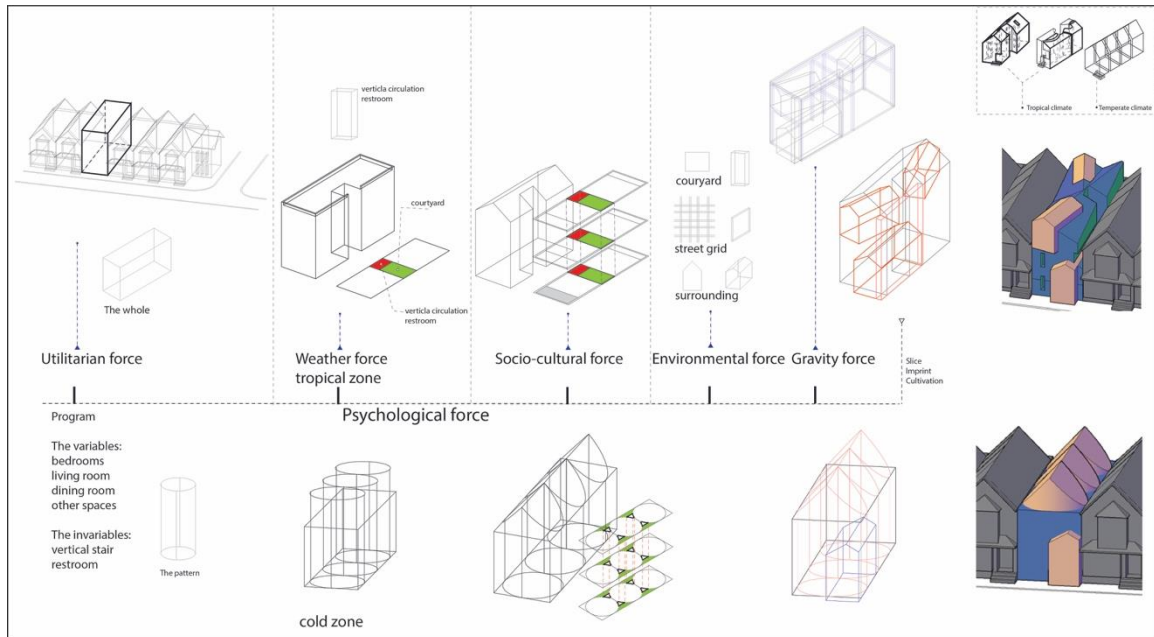 verticla circulation
restroom
The whole
courtyard
verticla circulation
restroom
couryard
street grid
surrounding
Tropical climate
Temperate climate
Utilitarian force
Weather force
tropical zone
Socio-cultural force
Environmental force
Gravity force
Slice
Imprint
Cultivation
Psychological force
Program
The variables:
bedrooms
living room
dining room
other spaces
The invariables:
vertical stair
restroom
The pattern
cold zone